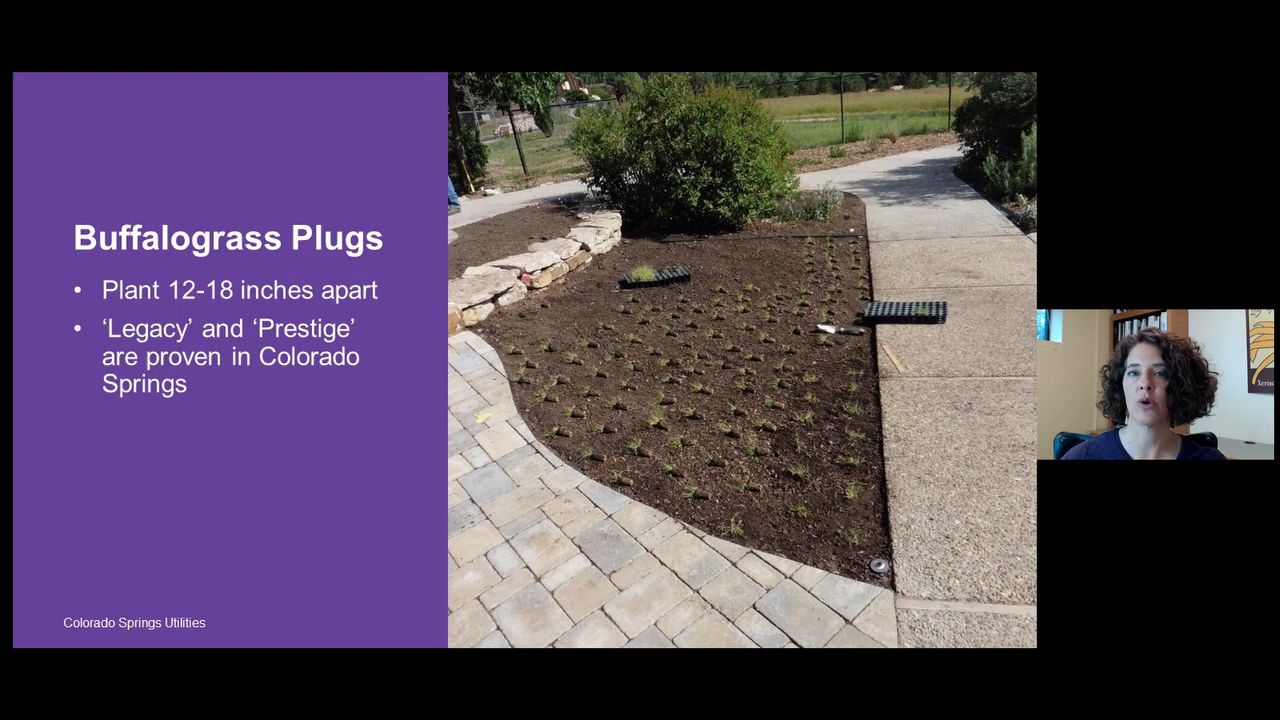 Buffalograss Plugs
• Plant 12-18 inches apart
• ‘Legacy’ and ‘Prestige’
are proven in Colorado
Springs
Colorado Springs Utilities